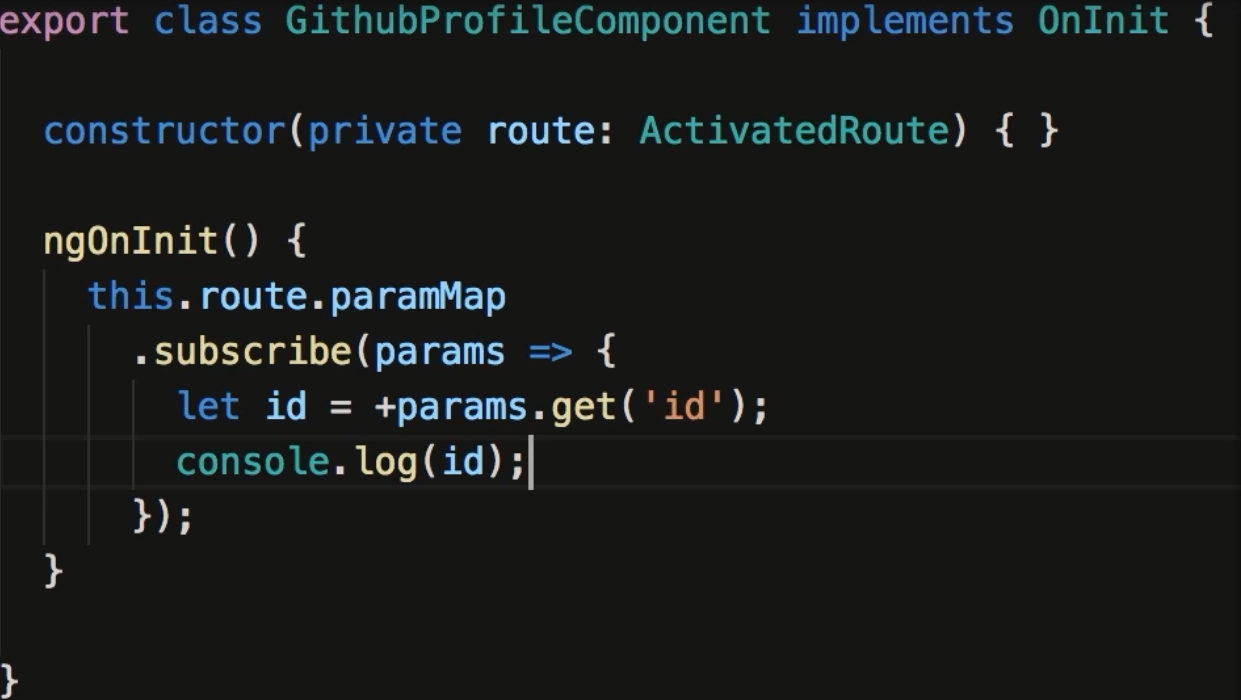 export class GithubProfileComponent implements OnInit {
constructor(private route: ActivatedRoute) { }
ngOnInit() {
this.route.paramMap
.subscribe(params => {
let id = +params.get('id');
console.log(id);
});
}
}